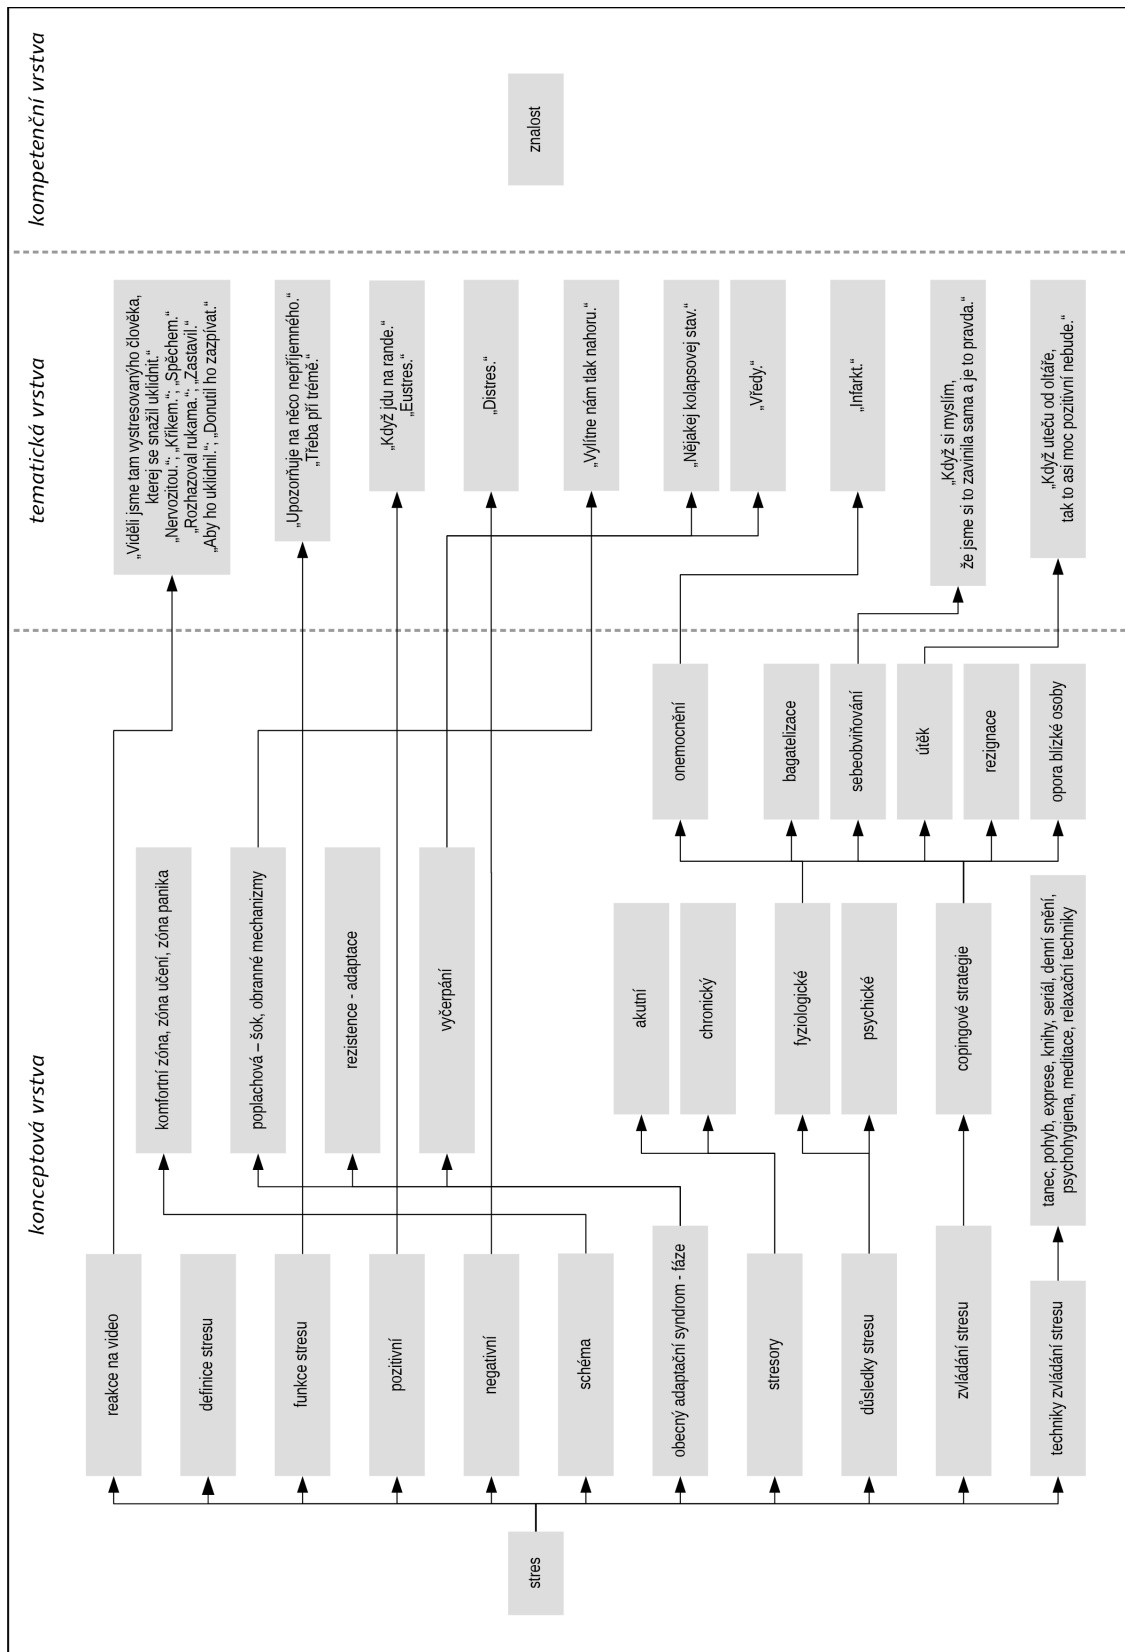 konceptová vrstva
tematická vrstva
kompetenční vrstva
stres
reakce na video
definice stresu
funkce stresu
pozitivní
negativní
schéma
obecný adaptační syndrom - fáze
stresory
důsledky stresu
zvládání stresu
techniky zvládání stresu
komfortní zóna, zóna učení, zóna panika
poplachová – šok, obranné mechanizmy
rezistence - adaptace
vyčerpání
akutní
chronický
fyziologické
psychické
copingové strategie
tanec, pohyb, exprese, knihy, seriál, denní snění,
psychohygiena, meditace, relaxační techniky
onemocnění
bagatelizace
sebeobviňování
útěk
rezignace
opora blízké osoby
„Viděli jsme tam vystresovanýho člověka,
kterej se snažil uklidnit.“
„Nervozitou.“; „Křikem.“; „Spěchem.“
„Rozhazoval rukama.“; „Zastavil.“
„Aby ho uklidnil.“; „Donutil ho zazpívat.“
„Upozorňuje na něco nepříjemného.“
„Třeba při trémě.“
„Když jdu na rande.“
„Eustres.“
„Distres.“
„Vylítne nám tlak nahoru.“
„Nějakej kolapsovej stav.“
„Vředy.“
„Infarkt.“
„Když si myslím,
že jsme si to zavinila sama a je to pravda.“
„Když uteču od oltáře,
tak to asi moc pozitivní nebude.“
znalost